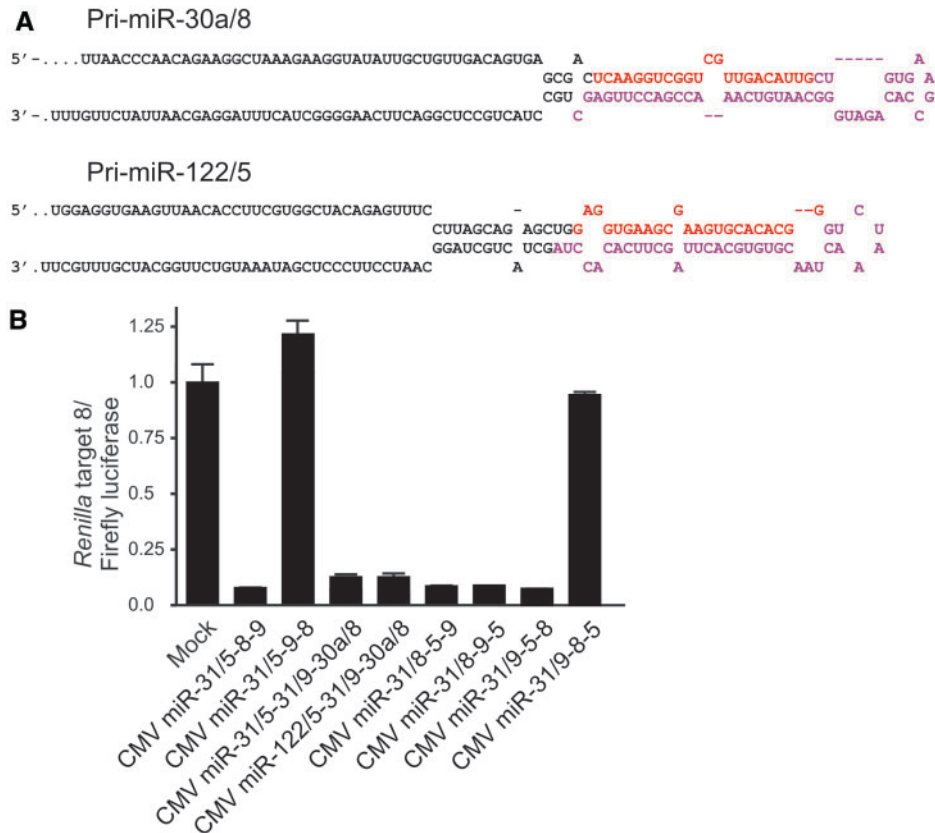 A
Pri-miR-30a/8
5'-....UUAACCCAACAGAAGGCUAAAGAAGGUAUAUUGCUGUUGACAGUGA A CG ----- A
GCG CUCAAGGUCGGU UUGACAUUGCU GUG A
CGU GAGUUCCAGCCA AACUGUAACGG CAC G
3'-.UUUGUUCUAUUAACGAGGAUUUCAUCGGGGAACUUCAGGCUCCGUCAUC C -- GUAGA C
Pri-miR-122/5
5'..UGGAGGUGAAGUUAACACCUUCGUGGCUACAGAGUUUC - AG G --G C
CUUAGCAG AGCUGG GUGAAGC AAGUGCACACG GU U
GGAUCGUC UCGAUC CACUUCG UUCACGUGUGC CA A
3'.UUCGUUUGCUACGGUUCUGUAAAUAGCUCCCUUCCUAAC A CA A AAU A
B
Renilla target 8/
Firefly luciferase
1.25
1.0
0.75
0.5
0.25
0.0
Mock
CMV miR-31/5-8-9
CMV miR-31/5-9-8
CMV miR-31/5-31/9-30a/8
CMV miR-122/5-31/9-30a/8
CMV miR-31/8-5-9
CMV miR-31/8-9-5
CMV miR-31/9-5-8
CMV miR-31/9-8-5